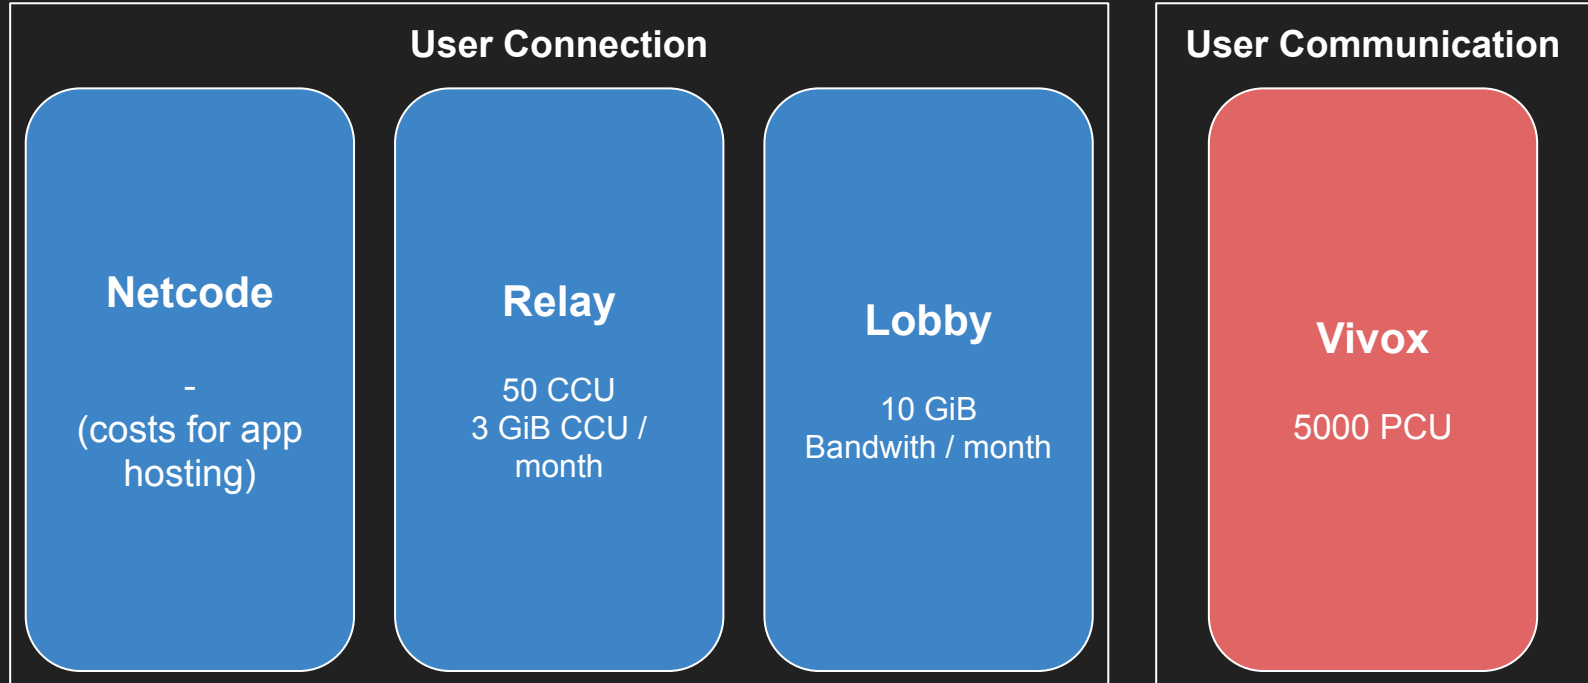 User Connection
Netcode
-
(costs for app
hosting)
Relay
50 CCU
3 GiB CCU /
month
Lobby
10 GiB
Bandwith / month
User Communication
Vivox
5000 PCU